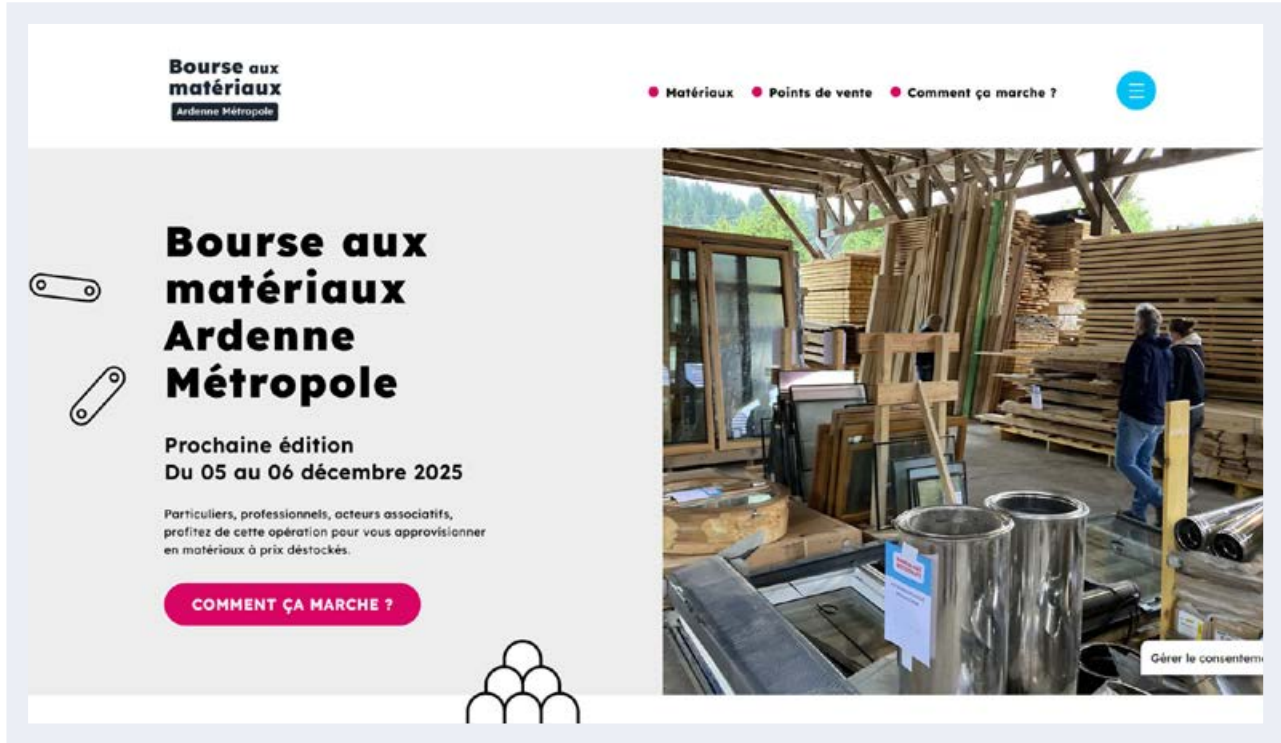 Bourse aux
matériaux
Ardenne Métropole
Matériaux Points de vente Comment ça marche ?
Bourse aux
matériaux
Ardenne
Métropole
Prochaine édition
Du 05 au 06 décembre 2025
Particuliers, professionnels, acteurs associatifs,
profitez de cette opération pour vous approvisionner
en matériaux à prix déstockés.
COMMENT ÇA MARCHE ?
Gérer le consenteme